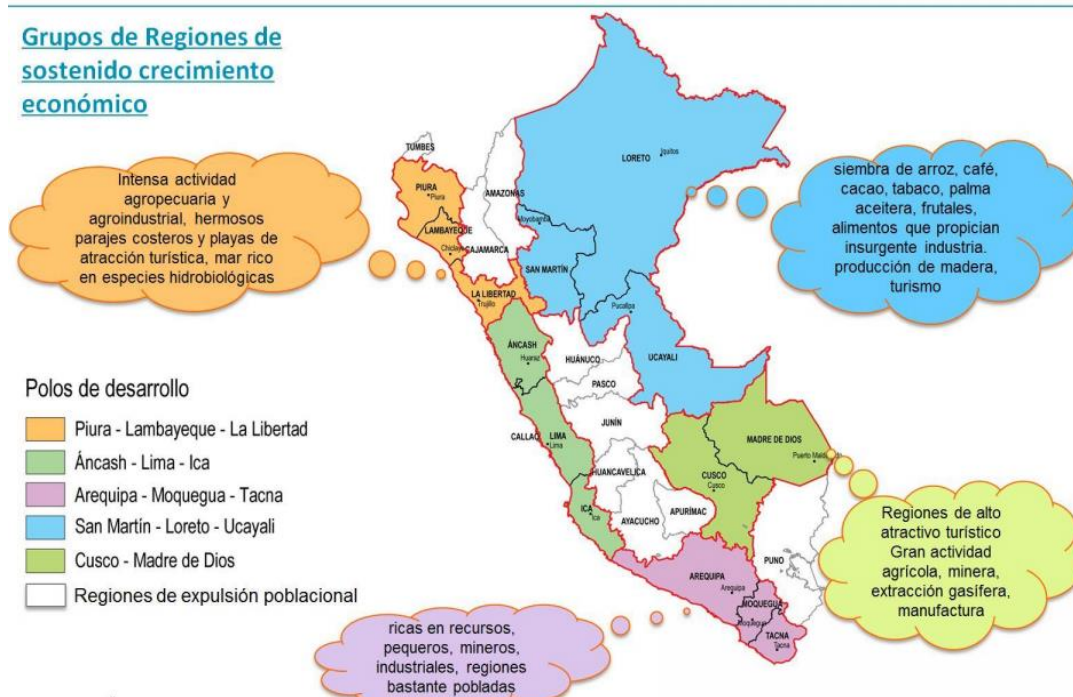 Grupos de Regiones de
sostenido crecimiento
económico
Intensa actividad
agropecuaria y
agroindustrial, hermosos
parajes costeros y playas de
atracción turística, mar rico
en especies hidrobiológicas
siembra de arroz, café,
cacao, tabaco, palma
aceitera, frutales,
alimentos que propician
insurgente industria.
producción de madera,
turismo
TUMBES
PIURA
Piura
LAMBAYEQUE
Chiclayo
AMAZONAS
CAJAMARCA
LORETO
Iquitos
Moyobamba
SAN MARTÍN
LA LIBERTAD
Trujillo
Pucallpa
UCAYALI
ÁNCASH
Huaraz
HUÁNUCO
PASCO
JUNÍN
CALLAO
LIMA
Lima
HUANCAVELICA
ICA
Ica
AYACUCHO
APURÍMAC
CUSCO
Cusco
MADRE DE DIOS
PUNO
AREQUIPA
Arequipa
MOQUEGUA
Moquegua
TACNA
Tacna
Polos de desarrollo
Piura - Lambayeque - La Libertad
Áncash - Lima - Ica
Arequipa - Moquegua - Tacna
San Martín - Loreto - Ucayali
Cusco - Madre de Dios
Regiones de expulsión poblacional
Regiones de alto
atractivo turístico
Gran actividad
agrícola, minera,
extracción gasífera,
manufactura
ricas en recursos,
pequeros, mineros,
industriales, regiones
bastante pobladas